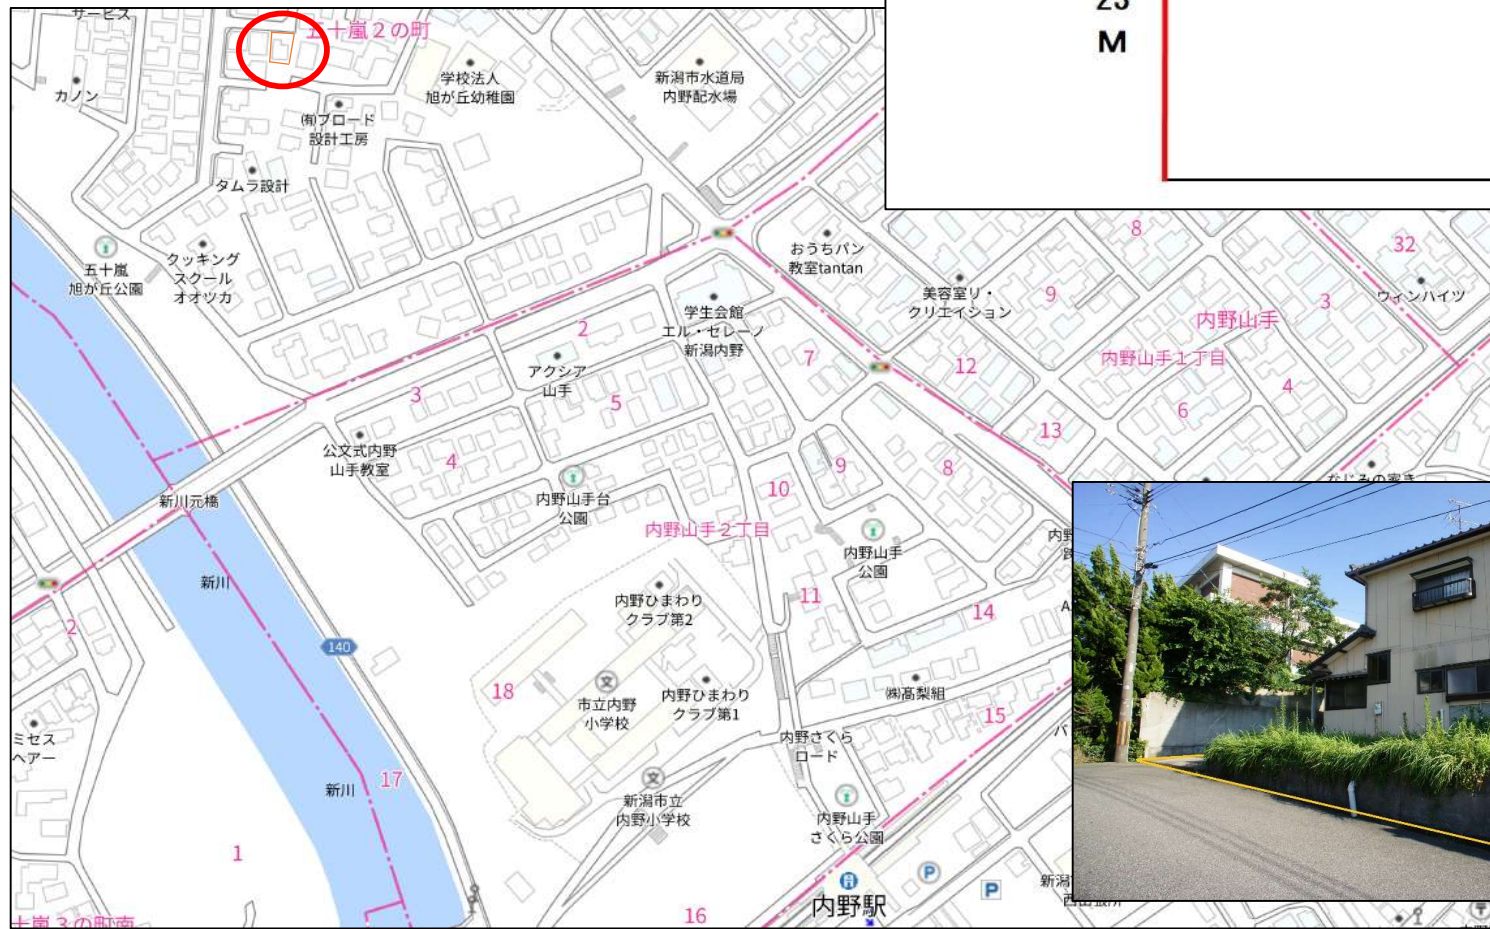 サービス
五十嵐2の町
カノン
学校法人
旭が丘幼稚園
新潟市水道局
内野配水場
23
M
㈲ブロード
設計工房
タムラ設計
五十嵐
旭が丘公園
クッキング
スクール
オオツカ
おうちパン
教室tantan
8
32
美容室リ・
クリエイション
9
ウィンハイツ
3
内野山手
学生会館
エル・セレーノ
新潟内野
2
7
12
内野山手1丁目
4
6
アクシア
山手
3
5
13
公文式内野
山手教室
4
9
8
10
新川元橋
内野山手台
公園
内野山手2丁目
内野山手
公園
新川
2
内野ひまわり
クラブ第2
11
14
140
18
市立内野
小学校
内野ひまわり
クラブ第1
㈱髙梨組
15
ミセス
ヘアー
内野さくら
ロード
17
新川
新潟市立
内野小学校
内野山手
さくら公園
1
P
P
内野駅
16